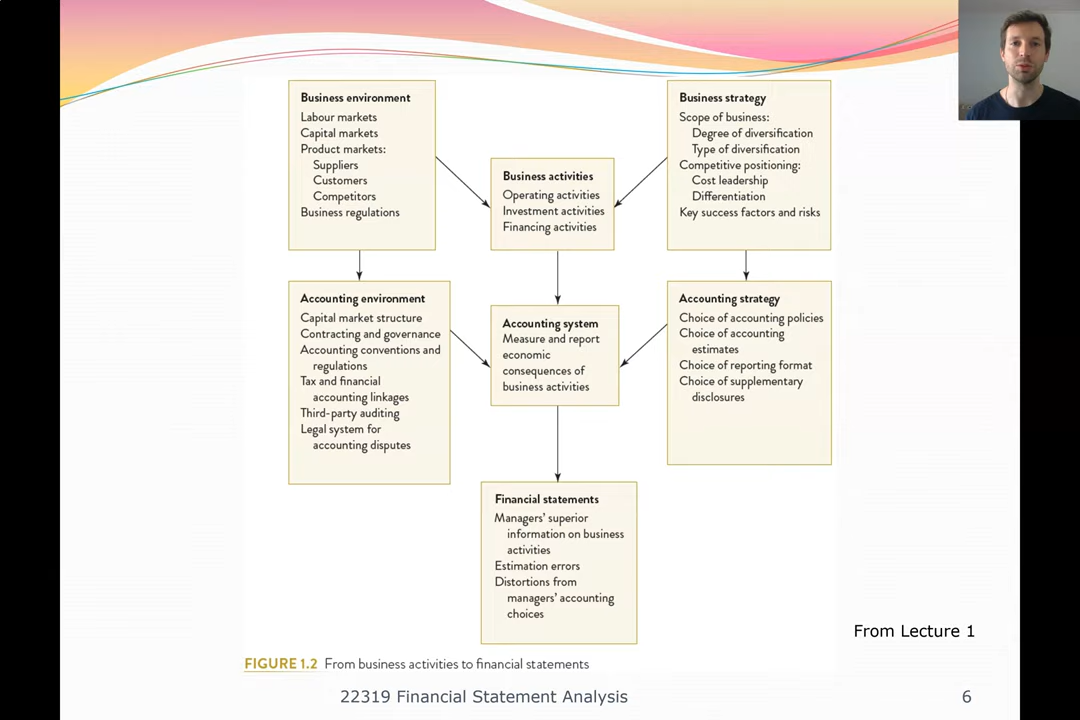 Business environment
Labour markets
Capital markets
Product markets:
Suppliers
Customers
Competitors
Business regulations
Business activities
Operating activities
Investment activities
Financing activities
Business strategy
Scope of business:
Degree of diversification
Type of diversification
Competitive positioning:
Cost leadership
Differentiation
Key success factors and risks
Accounting environment
Capital market structure
Contracting and governance
Accounting conventions and
regulations
Tax and financial
accounting linkages
Third-party auditing
Legal system for
accounting disputes
Accounting system
Measure and report
economic
consequences of
business activities
Accounting strategy
Choice of accounting policies
Choice of accounting
estimates
Choice of reporting format
Choice of supplementary
disclosures
Financial statements
Managers’ superior
information on business
activities
Estimation errors
Distortions from
managers’ accounting
choices
From Lecture 1
FIGURE 1.2 From business activities to financial statements
22319 Financial Statement Analysis
6